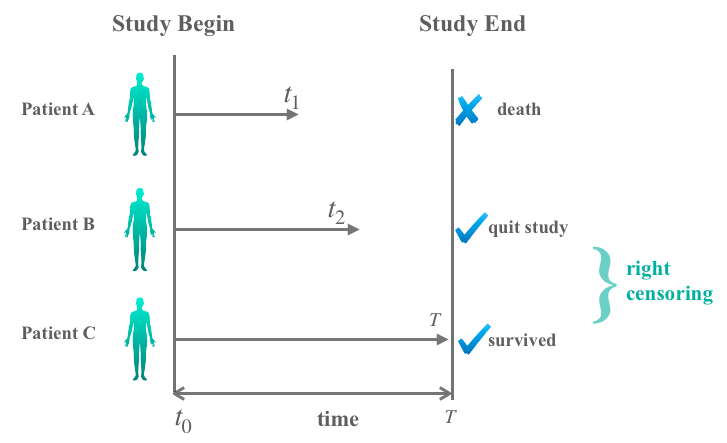 Study Begin
Study End
Patient A
t1
death
Patient B
t2
quit study
right
censoring
Patient C
T
survived
t0
time
T